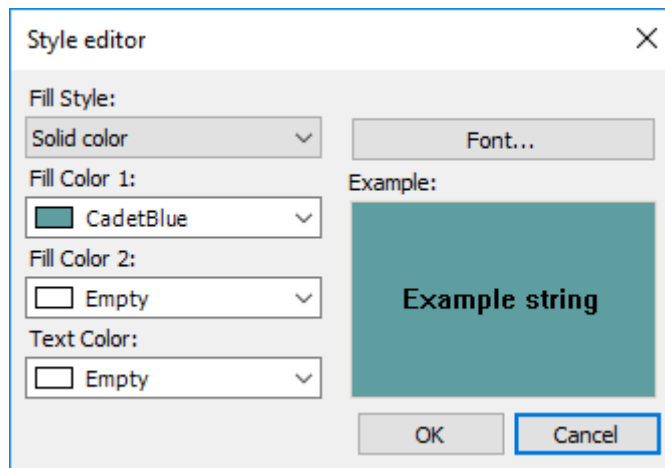 Style editor
Fill Style:
Solid color
Font...
Fill Color 1:
Example:
CadetBlue
Fill Color 2:
Empty
Example string
Text Color:
Empty
OK
Cancel